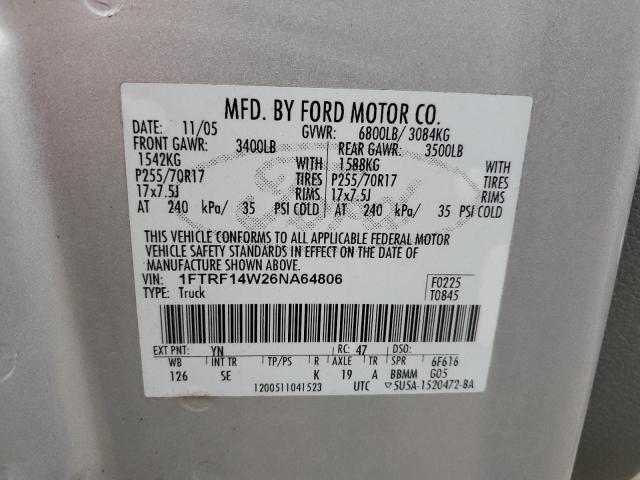 MFD. BY FORD MOTOR CO.
DATE: 11/05 GVWR: 6800LB/ 3084KG
FRONT GAWR: 3400LB REAR GAWR: 3500LB
1542KG WITH 1588KG WITH
P255/70R17 TIRES P255/70R17 TIRES
17x7.5J RIMS 17x7.5J RIMS
AT 240 kPa/ 35 PSI COLD AT 240 kPa/ 35 PSI COLD
THIS VEHICLE CONFORMS TO ALL APPLICABLE FEDERAL MOTOR
VEHICLE SAFETY STANDARDS IN EFFECT ON THE DATE OF
MANUFACTURE SHOWN ABOVE.
VIN: 1FTRF14W26NA64806 F0225
TYPE: Truck T0845
EXT PNT: YN RC: 47 DSO:
WB INT TR TP/PS R AXLE TR SPR 6F616
126 SE K 19 A BBMM G05
1200511041523 UTC ▽5U5A-1520472-BA
Ford